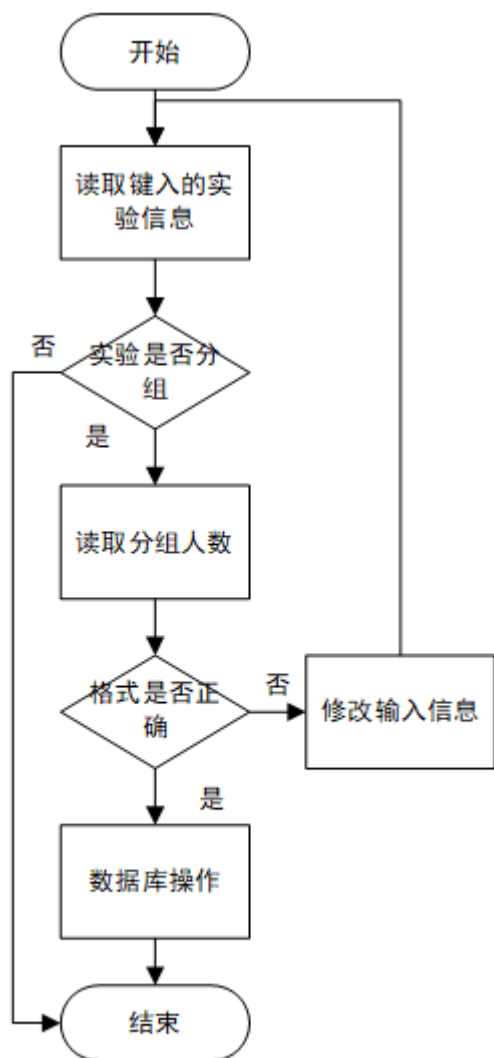 开始
读取键入的实
验信息
否
实验是否分
组
是
读取分组人数
格式是否正
确
否
修改输入信息
是
数据库操作
结束